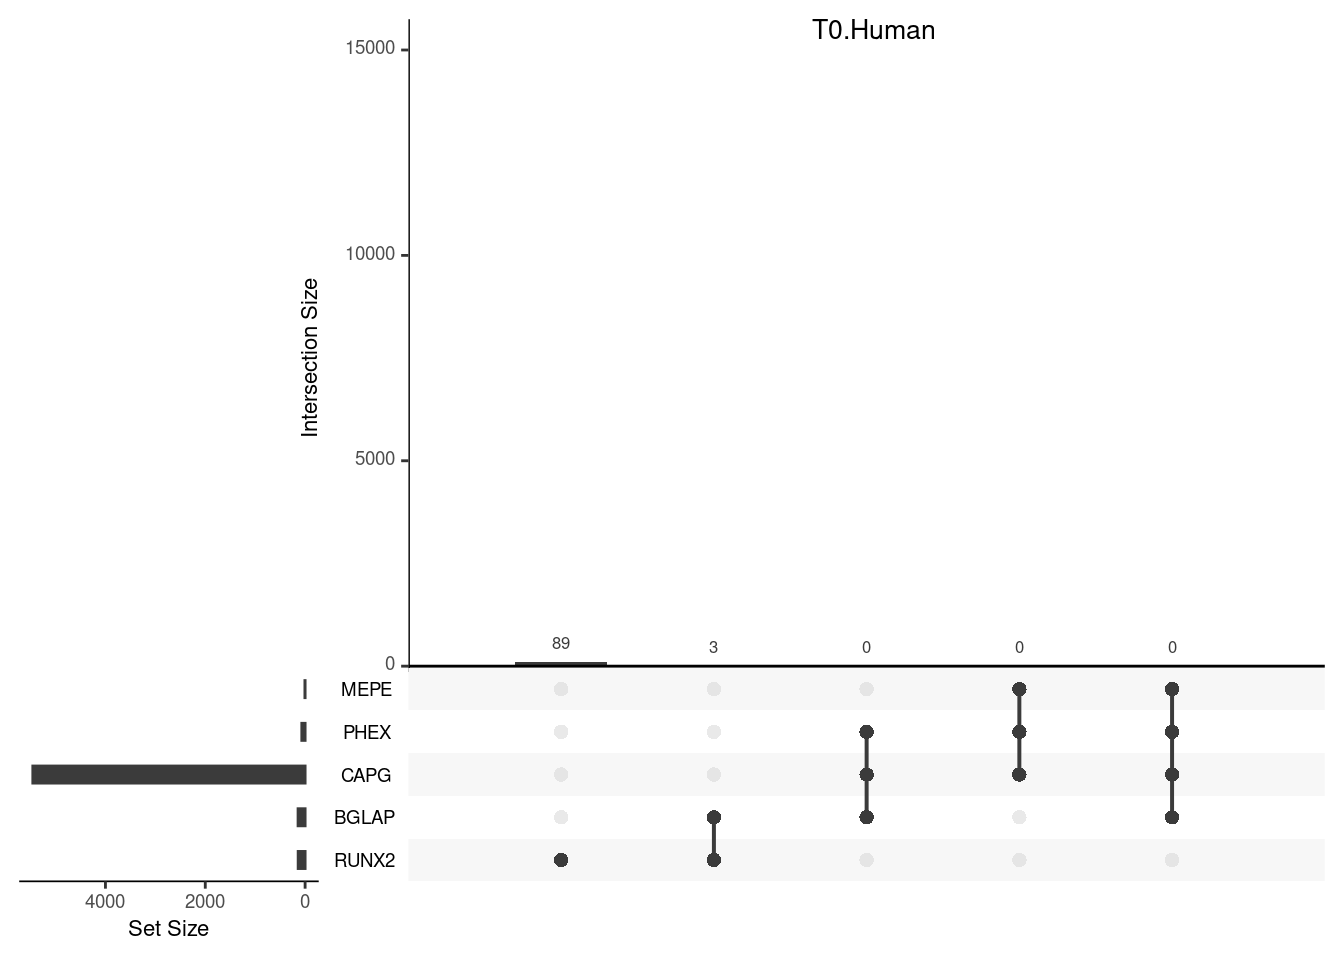 T0.Human
15000
10000
5000
0
Intersection Size
89 3 0 0 0
MEPE
PHEX
CAPG
BGLAP
RUNX2
4000 2000 0
Set Size